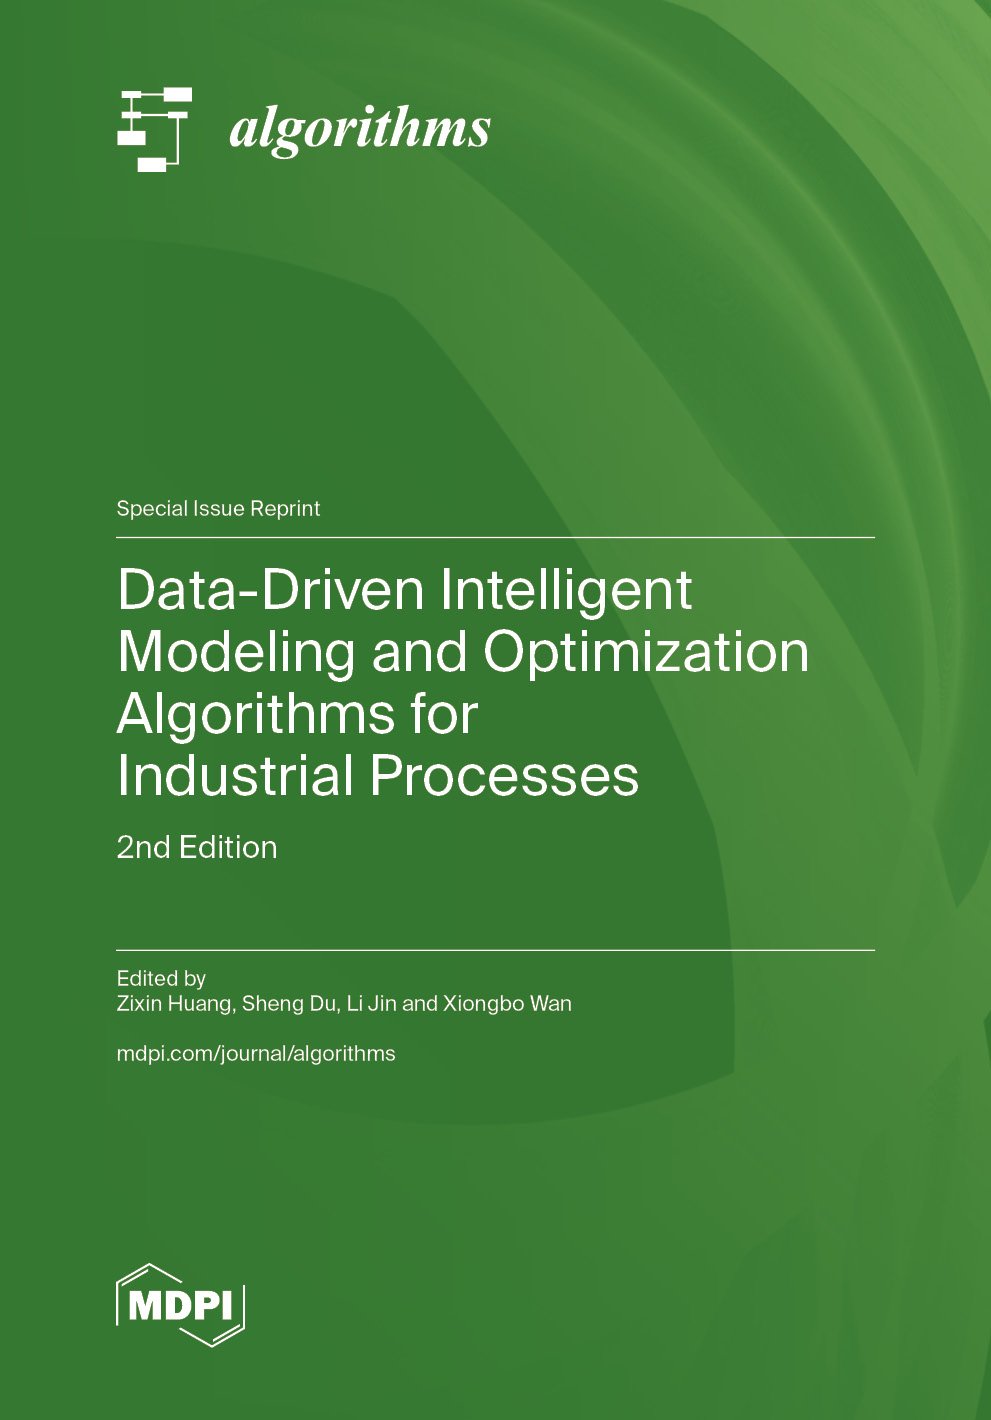 algorithms
Special Issue Reprint
Data-Driven Intelligent
Modeling and Optimization
Algorithms for
Industrial Processes
2nd Edition
Edited by
Zixin Huang, Sheng Du, Li Jin and Xiongbo Wan
mdpi.com/journal/algorithms
MDPI